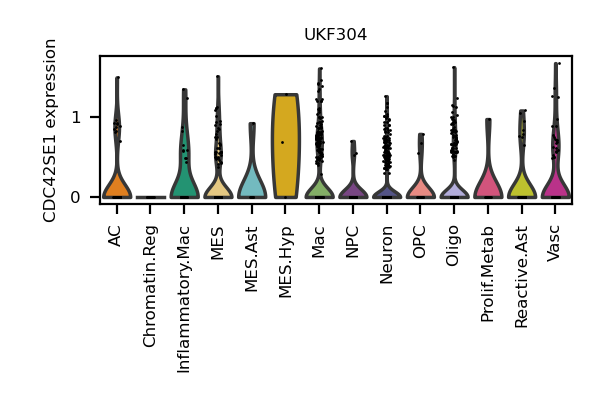 UKF304
CDC42SE1 expression
1
0
AC
Chromatin.Reg
Inflammatory.Mac
MES
MES.Ast
MES.Hyp
Mac
NPC
Neuron
OPC
Oligo
Prolif.Metab
Reactive.Ast
Vasc